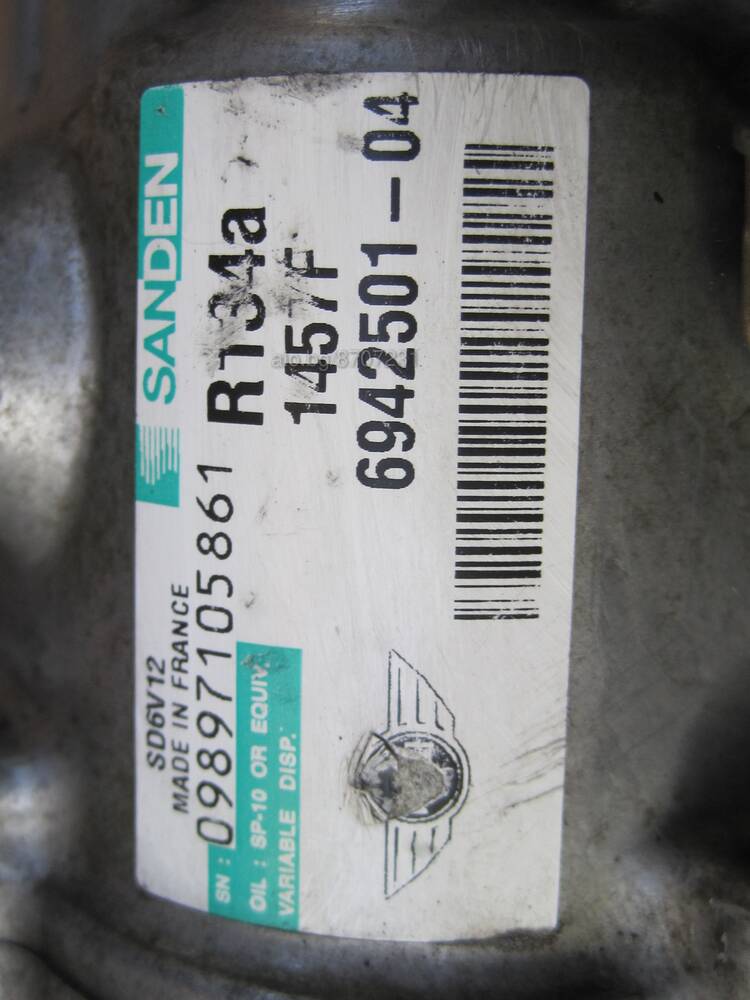 SANDEN
SD6V12
MADE IN FRANCE
SN : 09897105861
OIL : SP-10 OR EQUIV.
VARIABLE DISP.
R134a
1457F
6942501-04